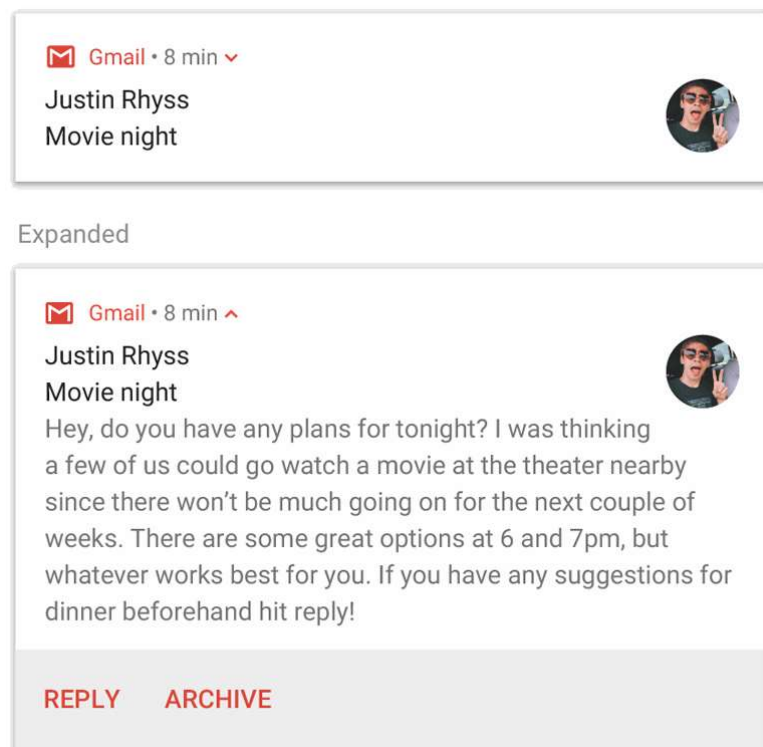 Gmail • 8 min
Justin Rhyss
Movie night
Expanded
Gmail • 8 min
Justin Rhyss
Movie night
Hey, do you have any plans for tonight? I was thinking
a few of us could go watch a movie at the theater nearby
since there won’t be much going on for the next couple of
weeks. There are some great options at 6 and 7pm, but
whatever works best for you. If you have any suggestions for
dinner beforehand hit reply!
REPLY ARCHIVE